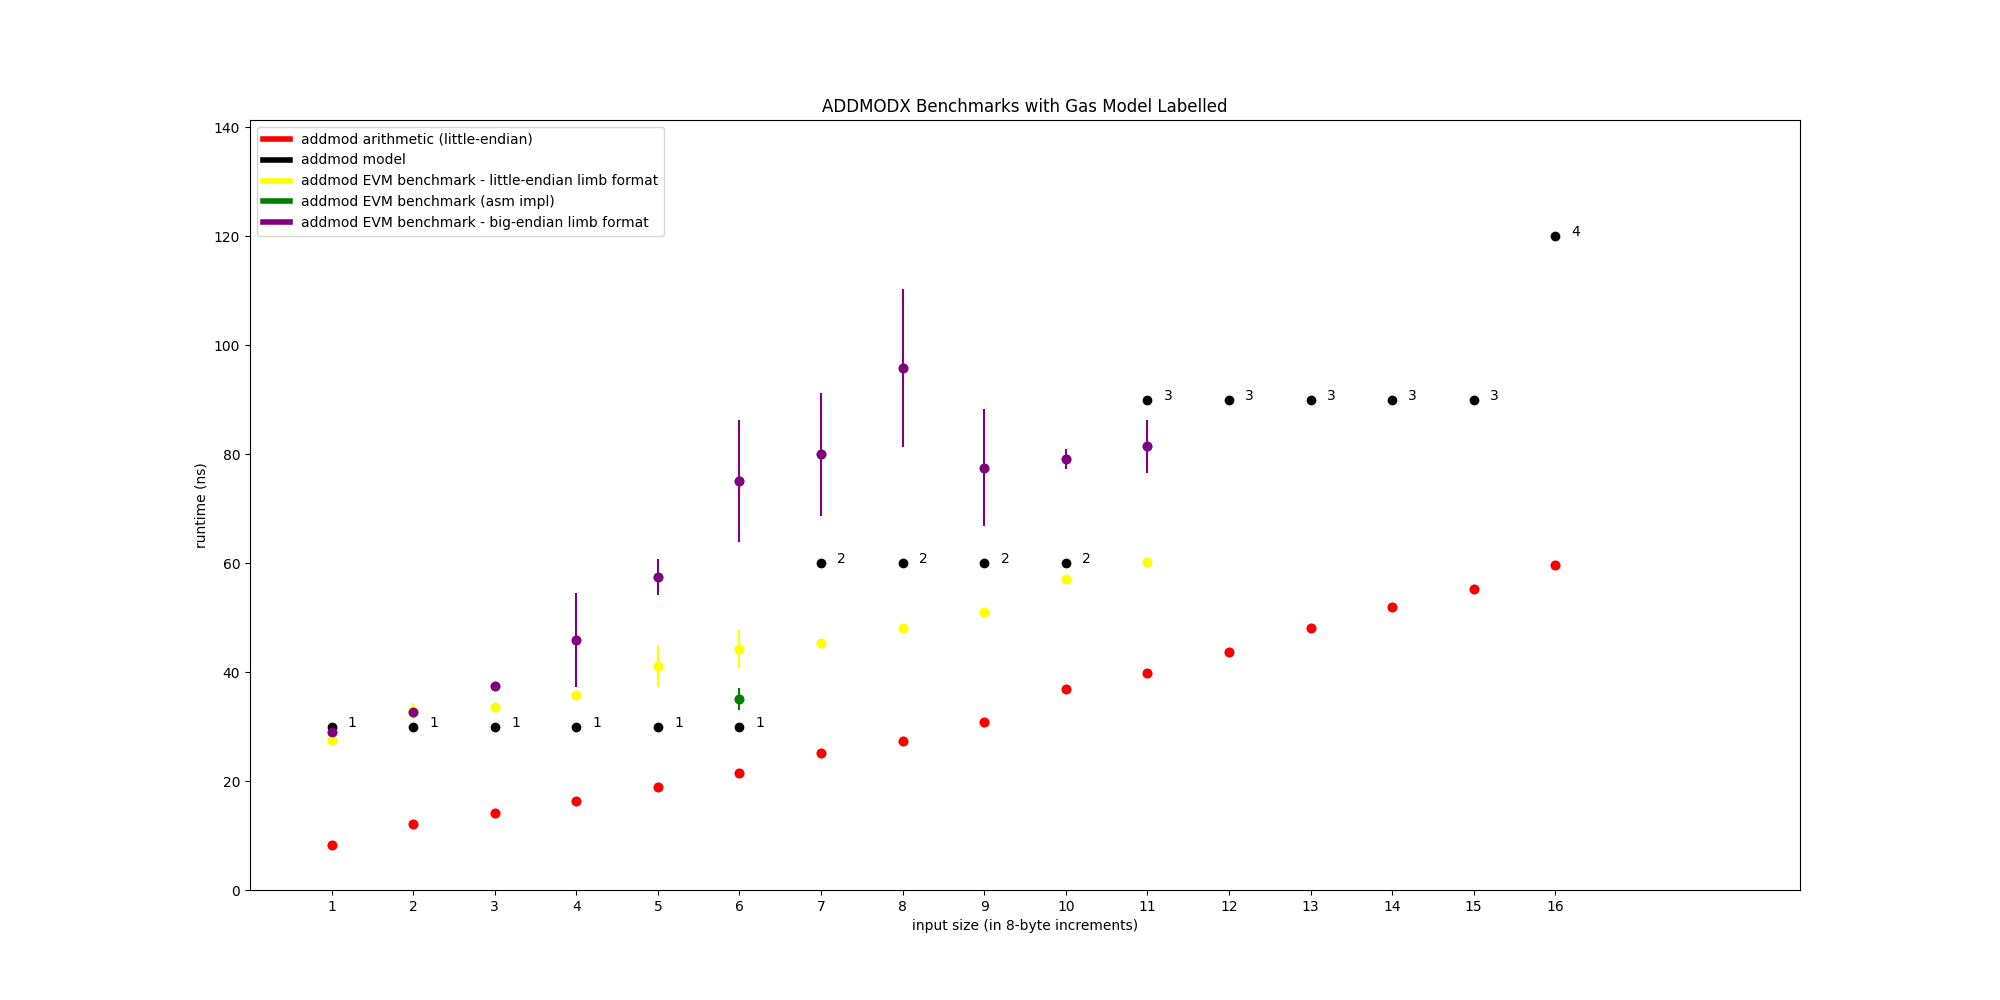 ADDMODX Benchmarks with Gas Model Labelled
addmod arithmetic (little-endian)
addmod model
addmod EVM benchmark - little-endian limb format
addmod EVM benchmark (asm impl)
addmod EVM benchmark - big-endian limb format
runtime (ns)
140
120
100
80
60
40
20
0
4
3 3 3 3 3
2 2 2 2
1 1 1 1 1 1
1 2 3 4 5 6 7 8 9 10 11 12 13 14 15 16
input size (in 8-byte increments)